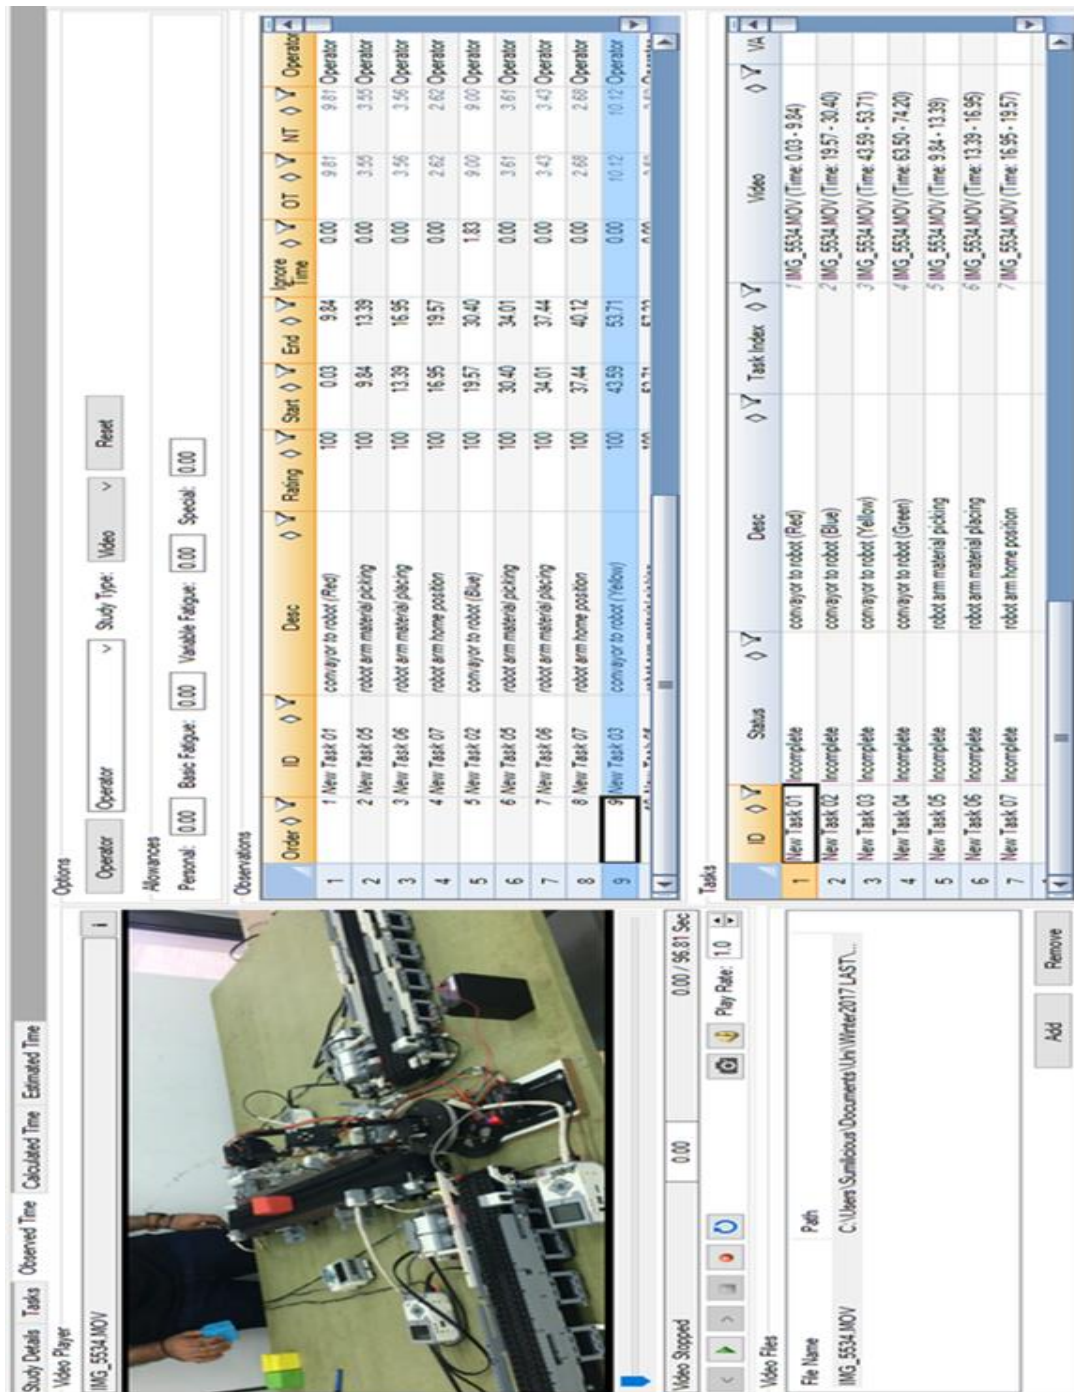 Study Details Tasks Observed Time Calculated Time Estimated Time
Video Player
IMG_5534.MOV
Video Stopped 0.00 0.00 / 96.81 Sec
Play Rate: 1.0
Video Files
File Name Path
IMG_5534.MOV C:\Users\Sumilicious\Documents\Uni\Winter2017 LAST\...
Add Remove
Options
Operator Operator Study Type: Video Reset
Allowances
Personal: 0.00 Basic Fatigue: 0.00 Variable Fatigue: 0.00 Special: 0.00
Observations
Order ID Desc Rating Start End Ignore Time OT NT Operator
1 1 New Task 01 convayor to robot (Red) 100 0.03 9.84 0.00 9.81 9.81 Operator
2 2 New Task 05 robot arm material picking 100 9.84 13.39 0.00 3.55 3.55 Operator
3 3 New Task 06 robot arm material placing 100 13.39 16.95 0.00 3.56 3.56 Operator
4 4 New Task 07 robot arm home position 100 16.95 19.57 0.00 2.62 2.62 Operator
5 5 New Task 02 convayor to robot (Blue) 100 19.57 30.40 1.83 9.00 9.00 Operator
6 6 New Task 05 robot arm material picking 100 30.40 34.01 0.00 3.61 3.61 Operator
7 7 New Task 06 robot arm material placing 100 34.01 37.44 0.00 3.43 3.43 Operator
8 8 New Task 07 robot arm home position 100 37.44 40.12 0.00 2.68 2.68 Operator
9 9 New Task 03 convayor to robot (Yellow) 100 43.59 53.71 0.00 10.12 10.12 Operator
Tasks
ID Status Desc Task Index Video VA
1 New Task 01 Incomplete convayor to robot (Red) 1 IMG_5534.MOV (Time: 0.03 - 9.84)
2 New Task 02 Incomplete convayor to robot (Blue) 2 IMG_5534.MOV (Time: 19.57 - 30.40)
3 New Task 03 Incomplete convayor to robot (Yellow) 3 IMG_5534.MOV (Time: 43.59 - 53.71)
4 New Task 04 Incomplete convayor to robot (Green) 4 IMG_5534.MOV (Time: 63.50 - 74.20)
5 New Task 05 Incomplete robot arm material picking 5 IMG_5534.MOV (Time: 9.84 - 13.39)
6 New Task 06 Incomplete robot arm material placing 6 IMG_5534.MOV (Time: 13.39 - 16.95)
7 New Task 07 Incomplete robot arm home position 7 IMG_5534.MOV (Time: 16.95 - 19.57)